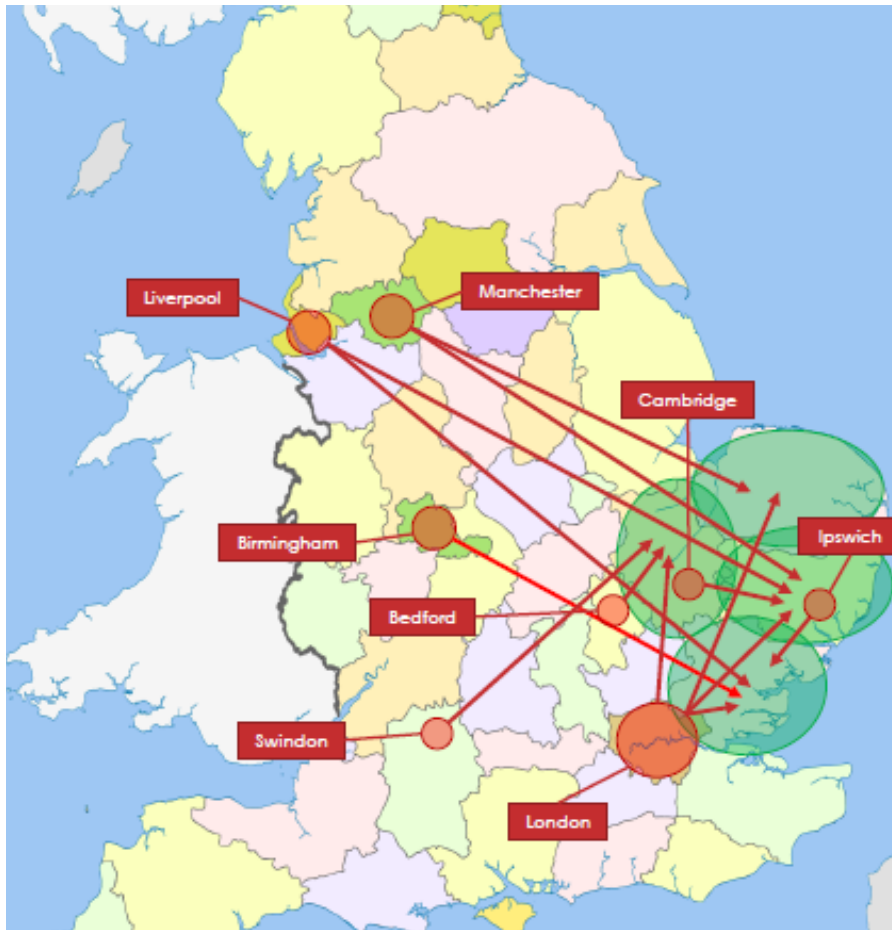 Liverpool
Manchester
Cambridge
Ipswich
Birmingham
Bedford
Swindon
London